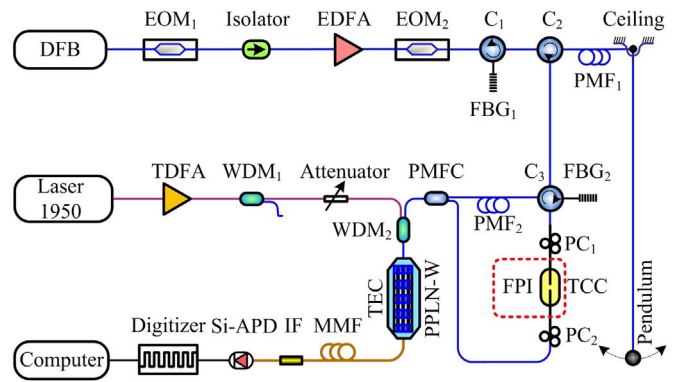 EOM₁
Isolator
EDFA
EOM₂
C₁
C₂
Ceiling
DFB
PMF₁
FBG₁
TDFA
WDM₁
Attenuator
PMFC
C₃
FBG₂
Laser
1950
WDM₂
PMF₂
PC₁
TEC
PPLN-W
FPI
TCC
Pendulum
Digitizer
Si-APD
IF
MMF
PC₂
Computer